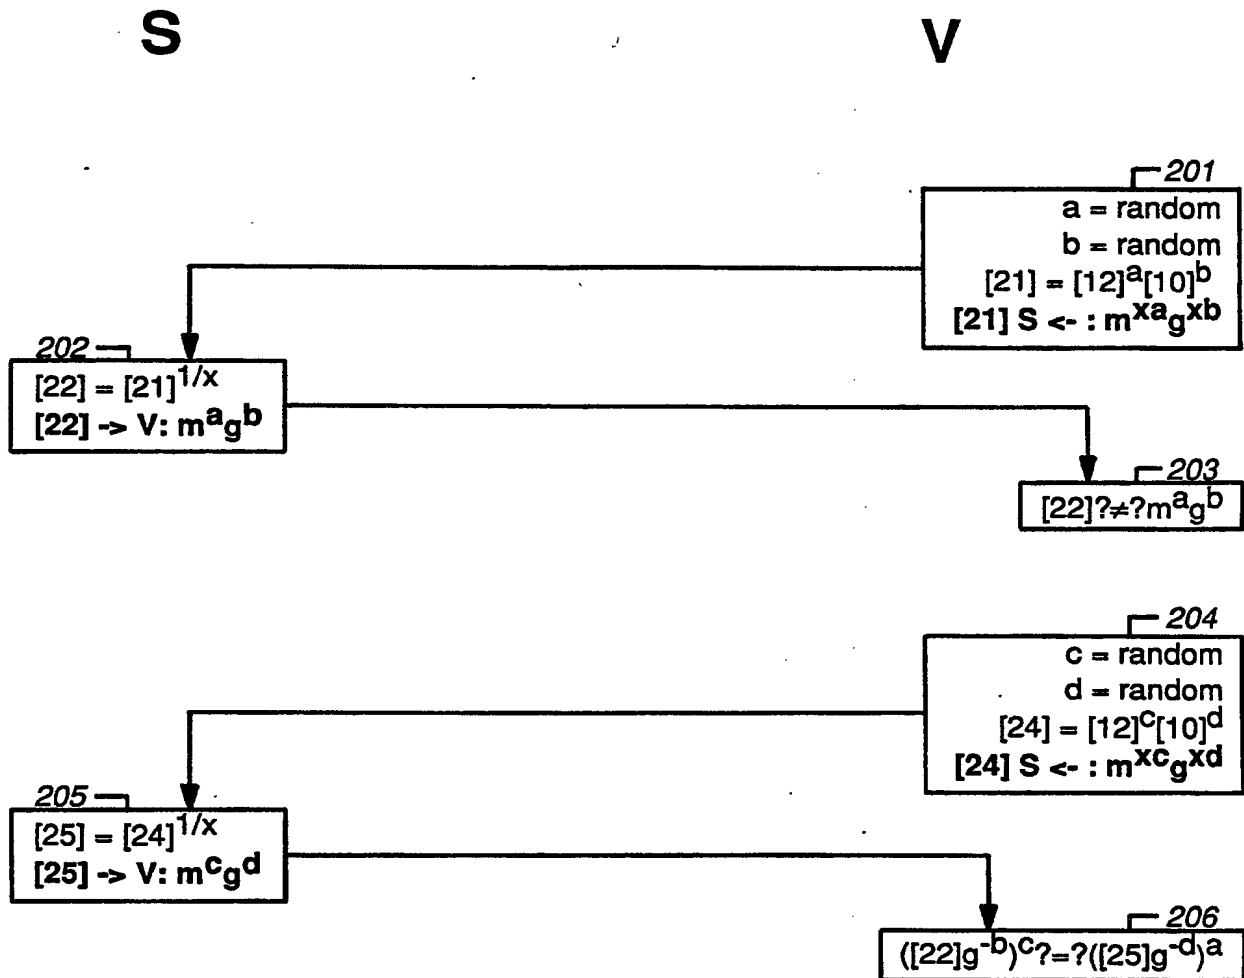 S V
201
a = random
b = random
[21] = [12]^a[10]^b
[21] S <- : m^xa g^xb
202
[22] = [21]^1/x
[22] -> V: m^a g^b
203
[22]?≠?m^a g^b
204
c = random
d = random
[24] = [12]^c[10]^d
[24] S <- : m^xc g^xd
205
[25] = [24]^1/x
[25] -> V: m^c g^d
206
([22]g^-b)^c?=?([25]g^-d)^a